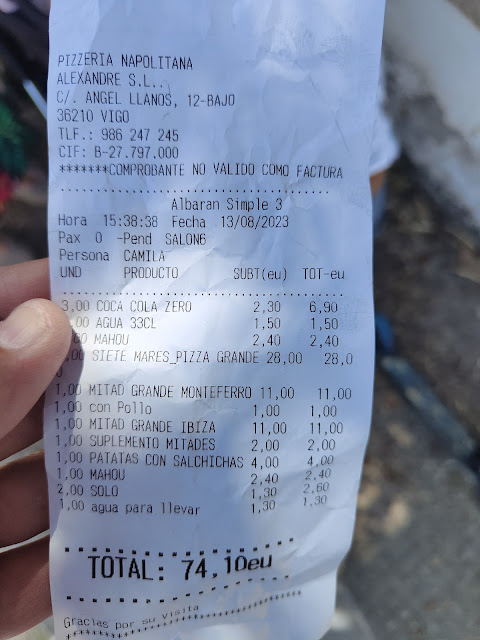 PIZZERIA NAPOLITANA
ALEXANDRE S.L..
C/. ANGEL LLANOS, 12-BAJO
36210 VIGO
TLF.: 986 247 245
CIF: B-27.797.000
*******COMPROBANTE NO VALIDO COMO FACTURA
Albaran Simple 3
Hora 15:38:38 Fecha 13/08/2023
Pax 0 -Pend SALON6
Persona CAMILA
UND PRODUCTO SUBT(eu) TOT-eu
3,00 COCA COLA ZERO 2,30 6,90
,00 AGUA 33CL 1,50 1,50
MAHOU 2,40 2,40
,00 SIETE MARES_PIZZA GRANDE 28,00 28,0
0
1,00 MITAD GRANDE MONTEFERRO 11,00 11,00
1,00 con Pollo 1,00 1,00
1,00 MITAD GRANDE IBIZA 11,00 11,00
1,00 SUPLEMENTO MITADES 2,00 2,00
1,00 PATATAS CON SALCHICHAS 4,00 4,00
1,00 MAHOU 2,40 2,40
2,00 SOLO 1,30 2,60
1,00 agua para llevar 1,30 1,30
TOTAL: 74,10eu
Gracias por su visita